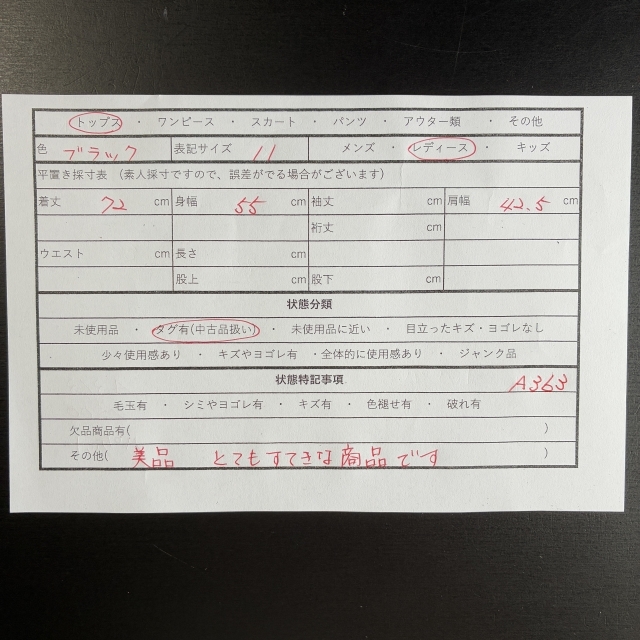 トップス ・ ワンピース ・ スカート ・ パンツ ・ アウター類 ・ その他
色 ブラック 表記サイズ 11 メンズ ・ レディース ・ キッズ
平置き採寸表 (素人採寸ですので、誤差がでる場合がございます)
着丈 72 cm 身幅 55 cm 袖丈 cm 肩幅 42.5 cm
裄丈 cm
ウエスト cm 長さ cm
股上 cm 股下 cm
状態分類
未使用品 ・ タグ有(中古品扱い) ・ 未使用品に近い ・ 目立ったキズ・ヨゴレなし
少々使用感あり ・ キズやヨゴレ有 ・全体的に使用感あり ・ ジャンク品
状態特記事項 A363
毛玉有 ・ シミやヨゴレ有 ・ キズ有 ・ 色褪せ有 ・ 破れ有
欠品商品有( )
その他( 美品 とてもすてきな商品です )